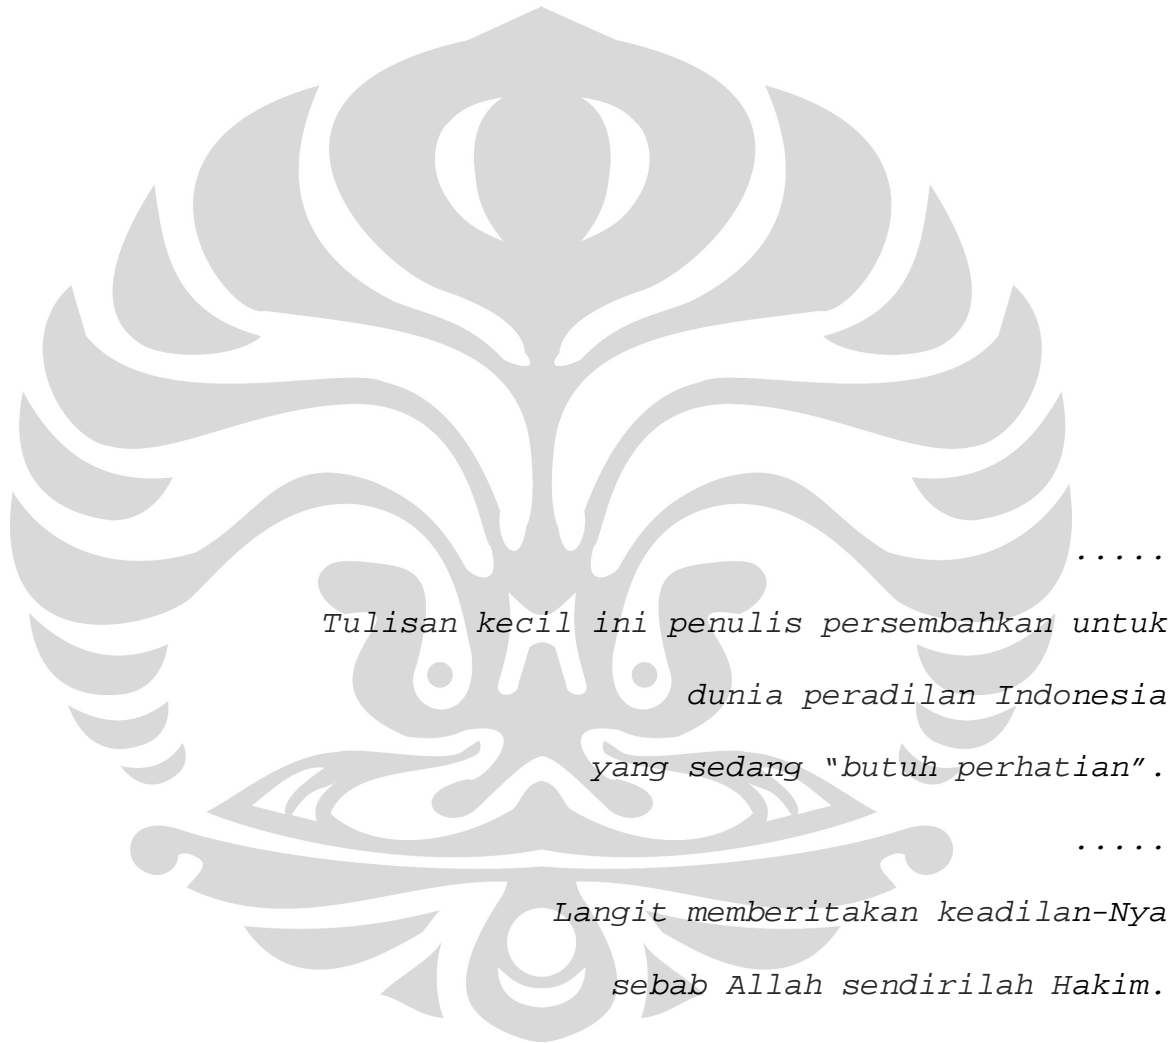 .....
Tulisan kecil ini penulis persembahkan untuk
dunia peradilan Indonesia
yang sedang “butuh perhatian”.
.....
Langit memberitakan keadilan-Nya
sebab Allah sendirilah Hakim.